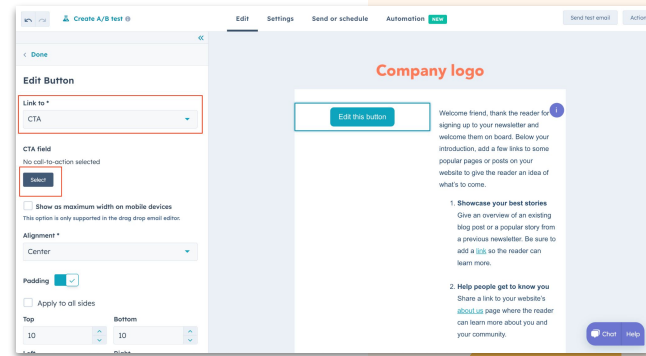 Create A/B test
Edit
Settings
Send or schedule
Automation NEW
Send test email
Action
«
< Done
Edit Button
Link to *
CTA
CTA field
No call-to-action selected
Select
Show as maximum width on mobile devices
This option is only supported in the drag drop email editor.
Alignment *
Center
Padding
Apply to all sides
Top
Bottom
10
10
Left
Right
Company logo
Edit this button
Welcome friend, thank the reader for
signing up to your newsletter and
welcome them on board. Below your
introduction, add a few links to some
popular pages or posts on your
website to give the reader an idea of
what's to come.
1. Showcase your best stories
Give an overview of an existing
blog post or a popular story from
a previous newsletter. Be sure to
add a link so the reader can
learn more.
2. Help people get to know you
Share a link to your website's
about us page where the reader
can learn more about you and
your community.
Chat
Help